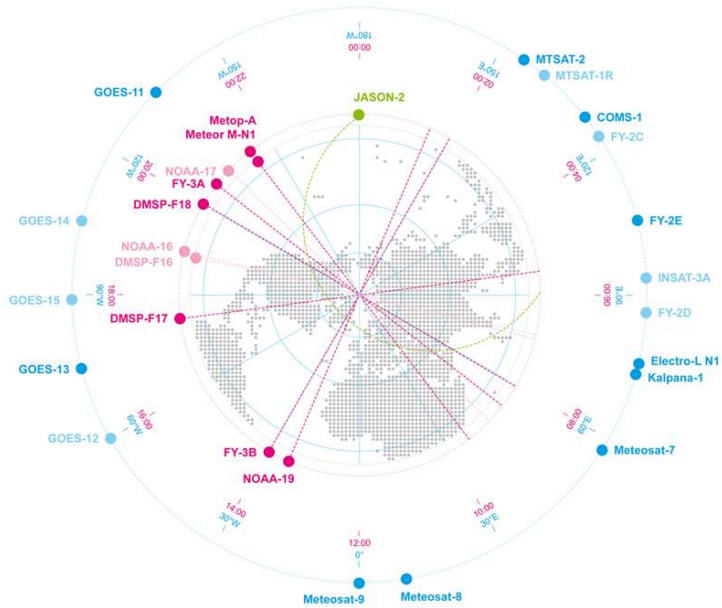 180°W
00:00
150°W
22:00
150°E
02:00
MTSAT-2
MTSAT-1R
GOES-11
JASON-2
Metop-A
Meteor M-N1
COMS-1
FY-2C
120°W
20:00
120°E
04:00
NOAA-17
FY-3A
DMSP-F18
GOES-14
FY-2E
NOAA-16
DMSP-F16
INSAT-3A
GOES-15
90°W
18:00
06:00
90°E
DMSP-F17
FY-2D
GOES-13
Electro-L N1
Kalpana-1
16:00
60°W
08:00
60°E
GOES-12
Meteosat-7
FY-3B
NOAA-19
14:00
30°W
10:00
30°E
12:00
0°
Meteosat-9
Meteosat-8